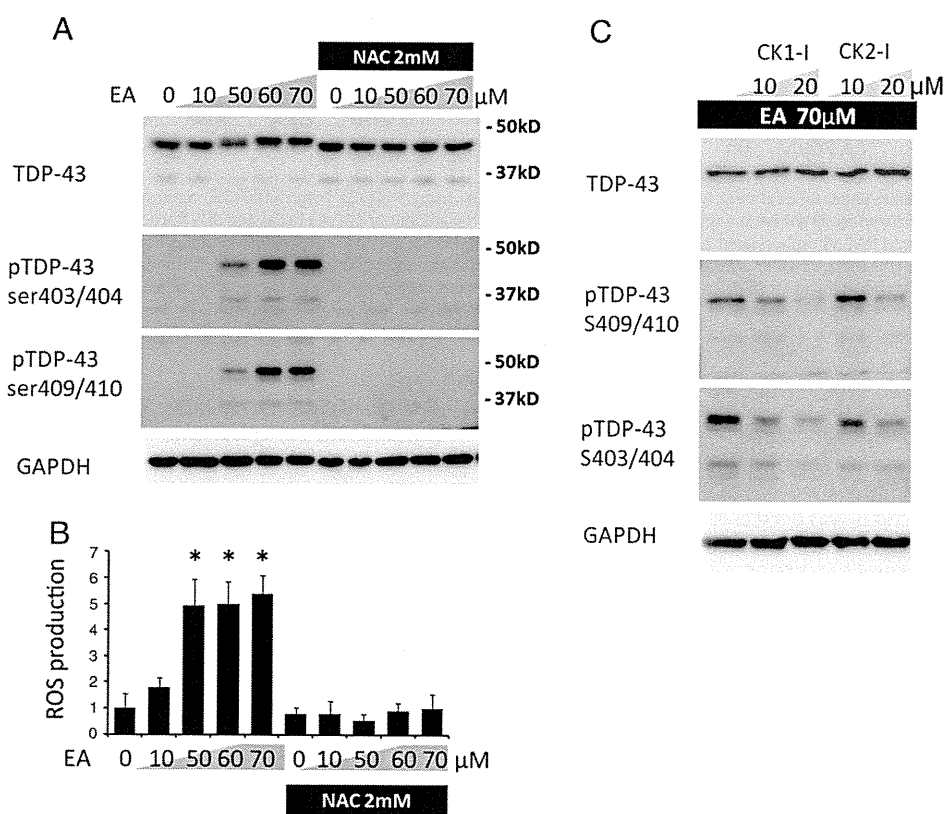 A
NAC 2mM
EA 0 10 50 60 70 0 10 50 60 70 μM
TDP-43
- 50kD
- 37kD
pTDP-43
ser403/404
- 50kD
- 37kD
pTDP-43
ser409/410
- 50kD
- 37kD
GAPDH
B
ROS production
7
6
5
4
3
2
1
0
* * *
EA 0 10 50 60 70 0 10 50 60 70 μM
NAC 2mM
C
CK1-I CK2-I
10 20 10 20 μM
EA 70μM
TDP-43
pTDP-43
S409/410
pTDP-43
S403/404
GAPDH